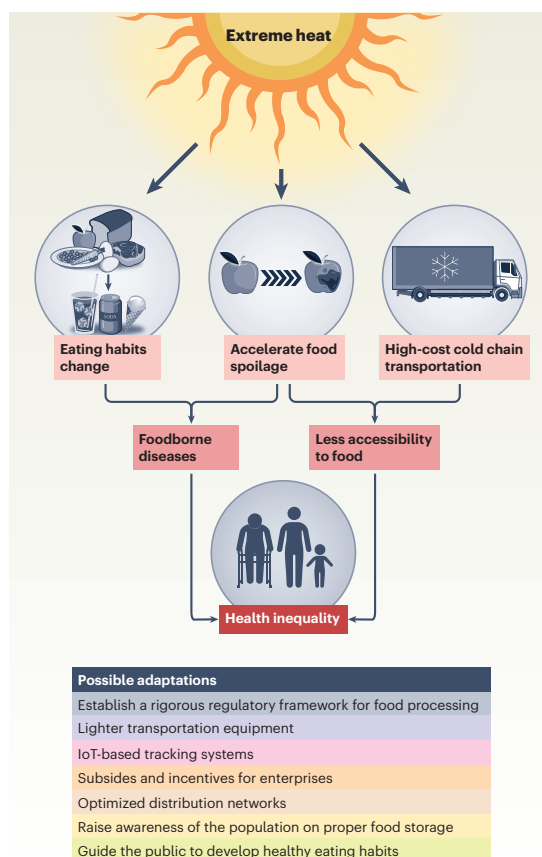 Extreme heat
SODA
Eating habits
change
Accelerate food
spoilage
High-cost cold chain
transportation
Foodborne
diseases
Less accessibility
to food
Health inequality
Possible adaptations
Establish a rigorous regulatory framework for food processing
Lighter transportation equipment
IoT-based tracking systems
Subsides and incentives for enterprises
Optimized distribution networks
Raise awareness of the population on proper food storage
Guide the public to develop healthy eating habits